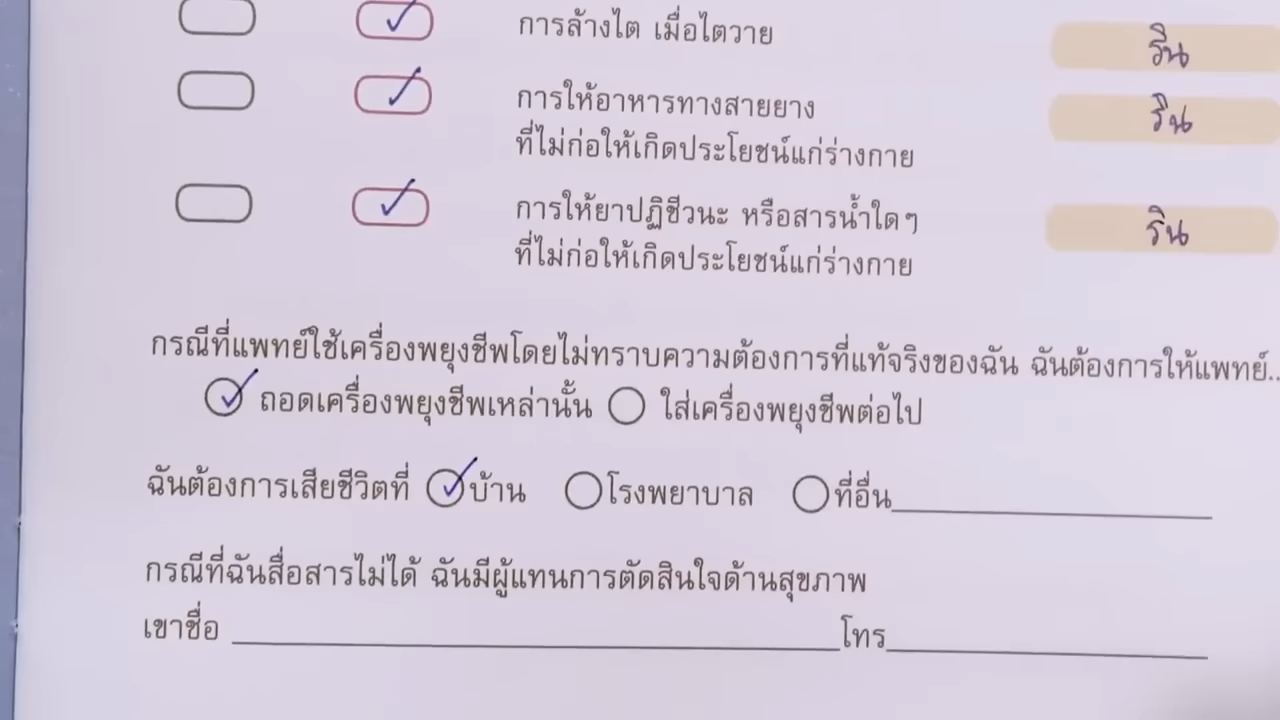 การล้างไต เมื่อไตวาย รีน
การให้อาหารทางสายยาง รีน
ที่ไม่ก่อให้เกิดประโยชน์แก่ร่างกาย
การให้ยาปฏิชีวนะ หรือสารน้ำใดๆ ริน
ที่ไม่ก่อให้เกิดประโยชน์แก่ร่างกาย
กรณีที่แพทย์ใช้เครื่องพยุงชีพโดยไม่ทราบความต้องการที่แท้จริงของฉัน ฉันต้องการให้แพทย์..
ถอดเครื่องพยุงชีพเหล่านั้น ใส่เครื่องพยุงชีพต่อไป
ฉันต้องการเสียชีวิตที่ บ้าน โรงพยาบาล ที่อื่น
กรณีที่ฉันสื่อสารไม่ได้ ฉันมีผู้แทนการตัดสินใจด้านสุขภาพ
เขาชื่อ โทร